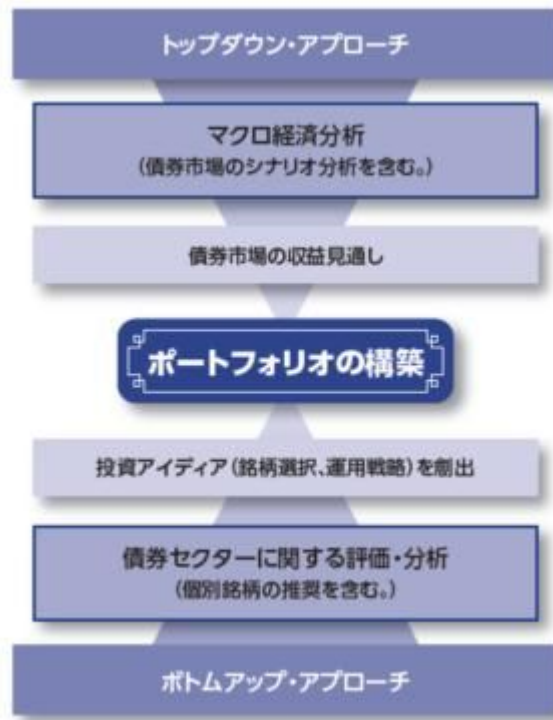 トップダウン・アプローチ
マクロ経済分析
(債券市場のシナリオ分析を含む。)
債券市場の収益見通し
ポートフォリオの構築
投資アイディア(銘柄選択、運用戦略)を創出
債券セクターに関する評価・分析
(個別銘柄の推奨を含む。)
ボトムアップ・アプローチ